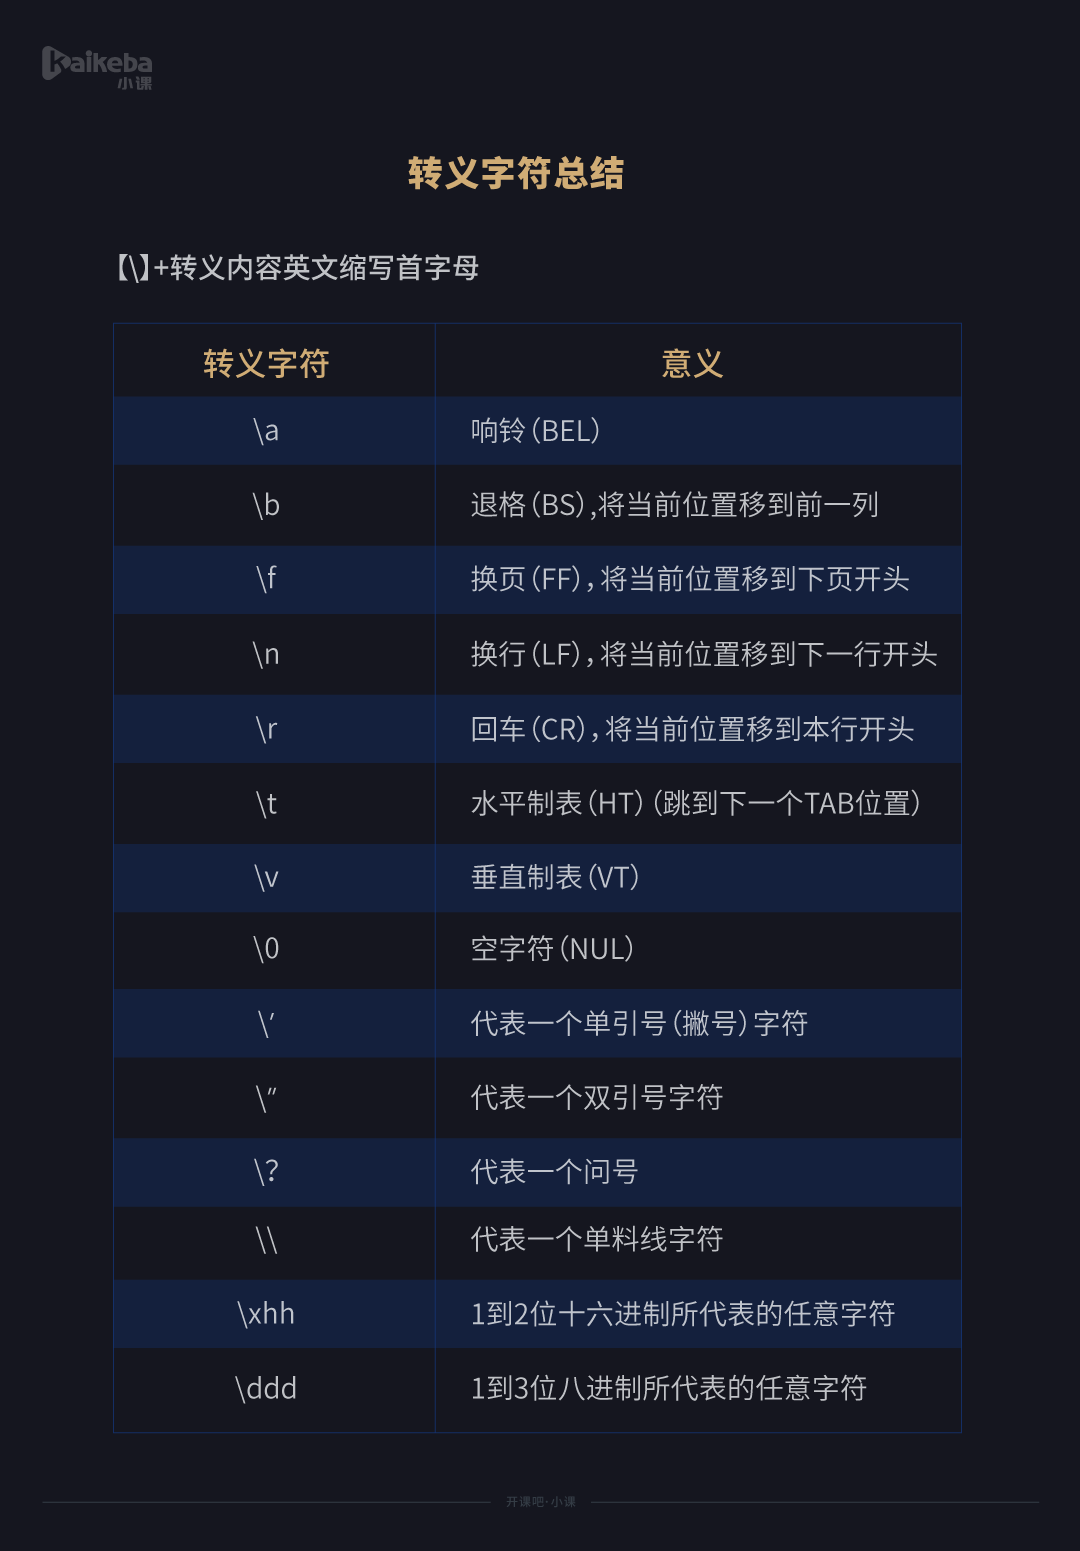 kaikeba
小课
转义字符总结
【\】+转义内容英文缩写首字母
转义字符 意义
\a 响铃（BEL）
\b 退格（BS）,将当前位置移到前一列
\f 换页（FF），将当前位置移到下页开头
\n 换行（LF），将当前位置移到下一行开头
\r 回车（CR），将当前位置移到本行开头
\t 水平制表（HT）（跳到下一个TAB位置）
\v 垂直制表（VT）
\0 空字符（NUL）
\′ 代表一个单引号（撇号）字符
\″ 代表一个双引号字符
\? 代表一个问号
\\ 代表一个单料线字符
\xhh 1到2位十六进制所代表的任意字符
\ddd 1到3位八进制所代表的任意字符
开课吧·小课